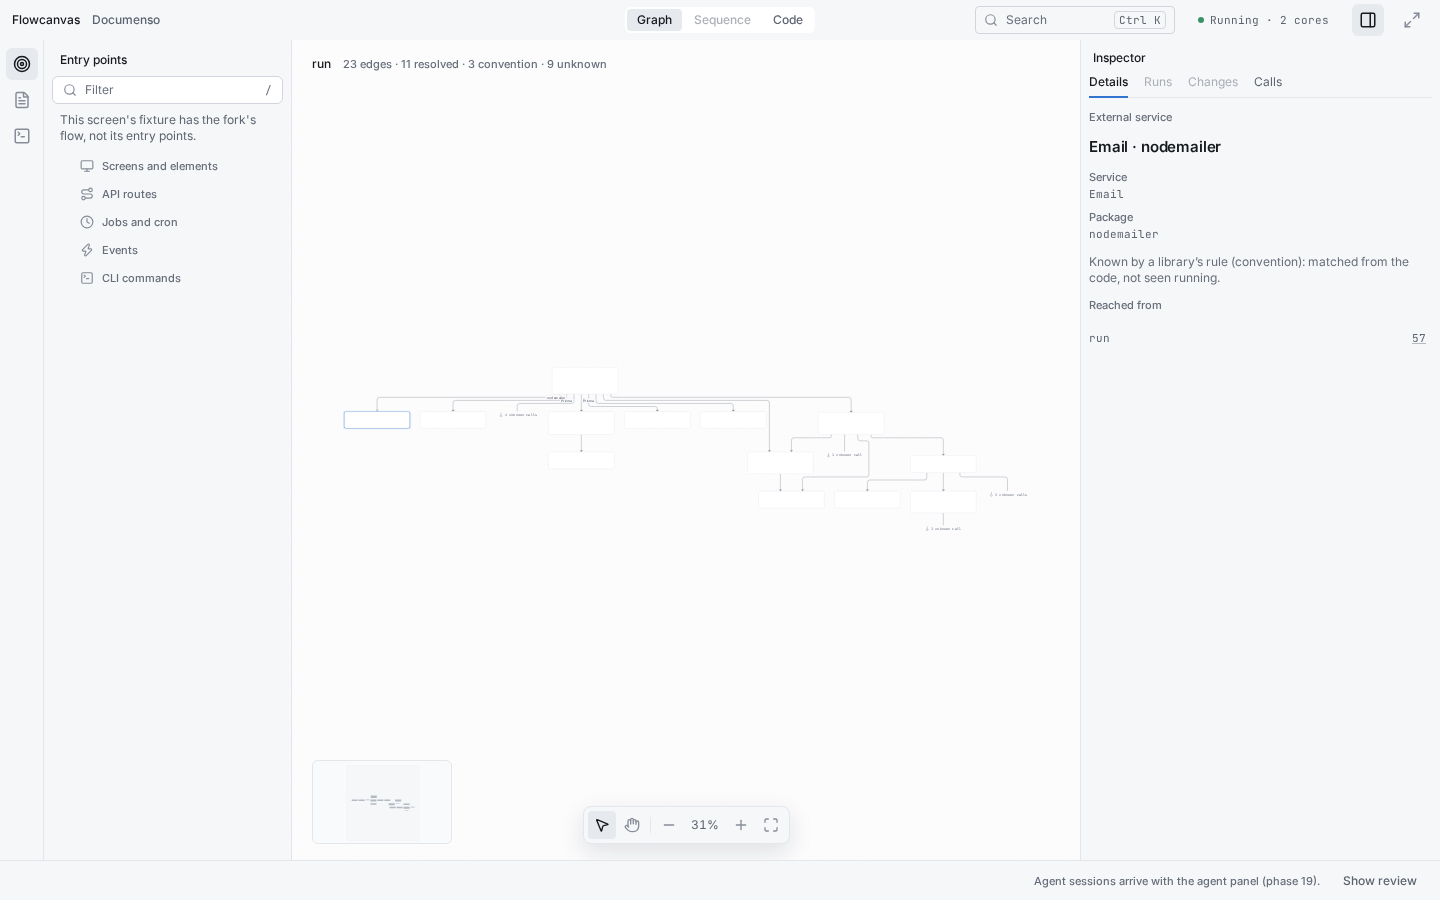 Flowcanvas Documenso
Graph Sequence Code
Search Ctrl K
Running · 2 cores
Entry points
Filter /
This screen's fixture has the fork's
flow, not its entry points.
Screens and elements
API routes
Jobs and cron
Events
CLI commands
run 23 edges · 11 resolved · 3 convention · 9 unknown
31%
Inspector
Details Runs Changes Calls
External service
Email · nodemailer
Service
Email
Package
nodemailer
Known by a library’s rule (convention): matched from the
code, not seen running.
Reached from
run 57
Agent sessions arrive with the agent panel (phase 19). Show review